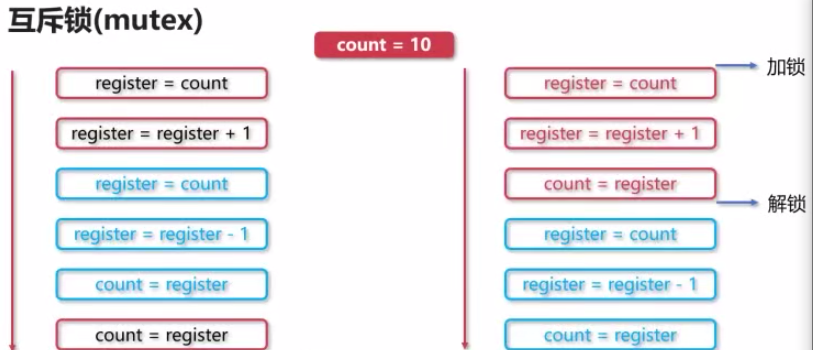 互斥锁(mutex)
count = 10
register = count
register = register + 1
register = count
register = register - 1
count = register
count = register
register = count
register = register + 1
count = register
register = count
register = register - 1
count = register
加锁
解锁